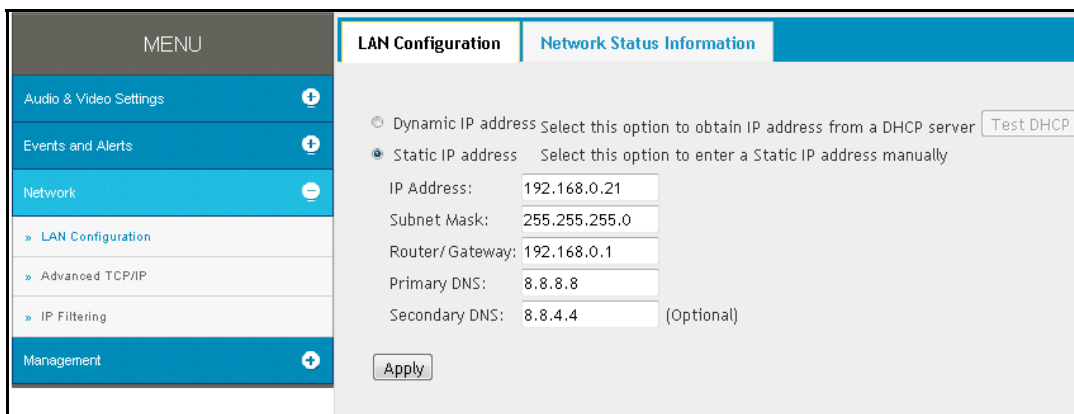 MENU
Audio & Video Settings
Events and Alerts
Network
» LAN Configuration
» Advanced TCP/IP
» IP Filtering
Management
LAN Configuration
Network Status Information
Dynamic IP address Select this option to obtain IP address from a DHCP server Test DHCP
Static IP address Select this option to enter a Static IP address manually
IP Address: 192.168.0.21
Subnet Mask: 255.255.255.0
Router/Gateway: 192.168.0.1
Primary DNS: 8.8.8.8
Secondary DNS: 8.8.4.4 (Optional)
Apply